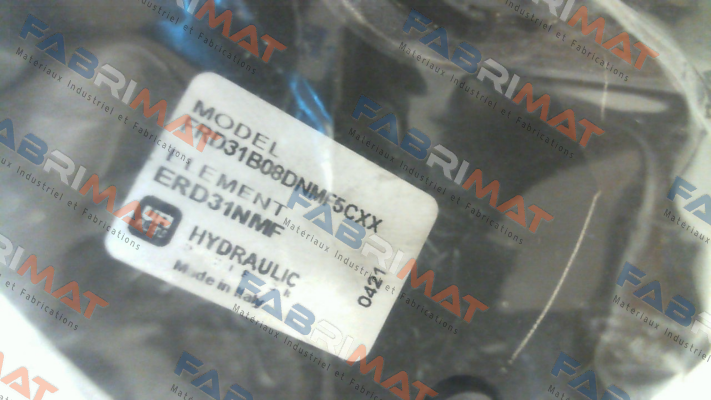 MODEL
ERD31B08DNMF5CXX
ELEMENT
ERD31NMF
HYDRAULIC
Made in Italy
0421
FABRIMAT
Materiaux Industriel et Fabrications